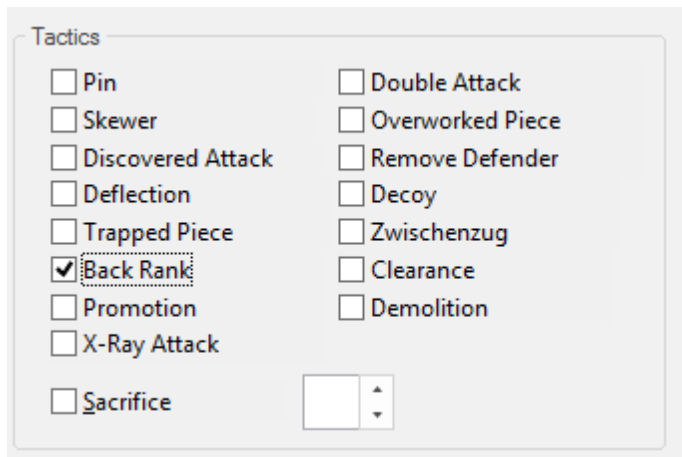 Tactics
Pin
Double Attack
Skewer
Overworked Piece
Discovered Attack
Remove Defender
Deflection
Decoy
Trapped Piece
Zwischenzug
Back Rank
Clearance
Promotion
Demolition
X-Ray Attack
Sacrifice